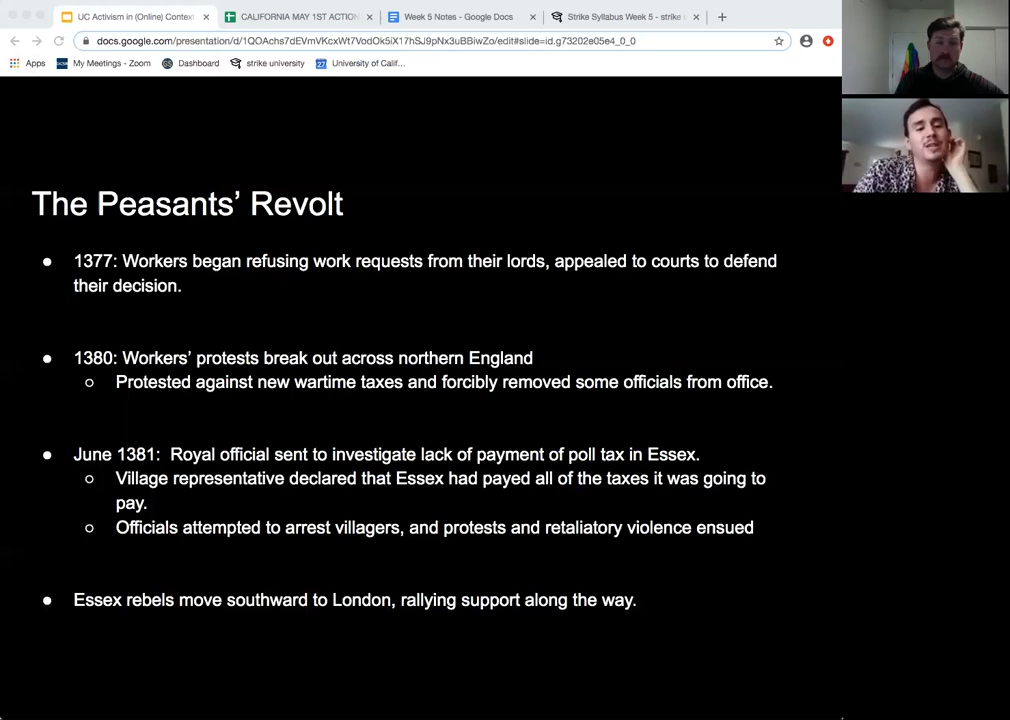 UC Activism in (Online) Contex
CALIFORNIA MAY 1ST ACTION
Week 5 Notes - Google Docs
Strike Syllabus Week 5 - strike
docs.google.com/presentation/d/1QOAchs7dEVmVKcxWt7VodOk5iX17hSJ9pNx3uBBiwZo/edit#slide=id.g73202e05e4_0_0
Apps
My Meetings - Zoom
Dashboard
strike university
27
University of Calif...
The Peasants’ Revolt
● 1377: Workers began refusing work requests from their lords, appealed to courts to defend
their decision.
● 1380: Workers’ protests break out across northern England
○ Protested against new wartime taxes and forcibly removed some officials from office.
● June 1381:  Royal official sent to investigate lack of payment of poll tax in Essex.
○ Village representative declared that Essex had payed all of the taxes it was going to
pay.
○ Officials attempted to arrest villagers, and protests and retaliatory violence ensued
● Essex rebels move southward to London, rallying support along the way.